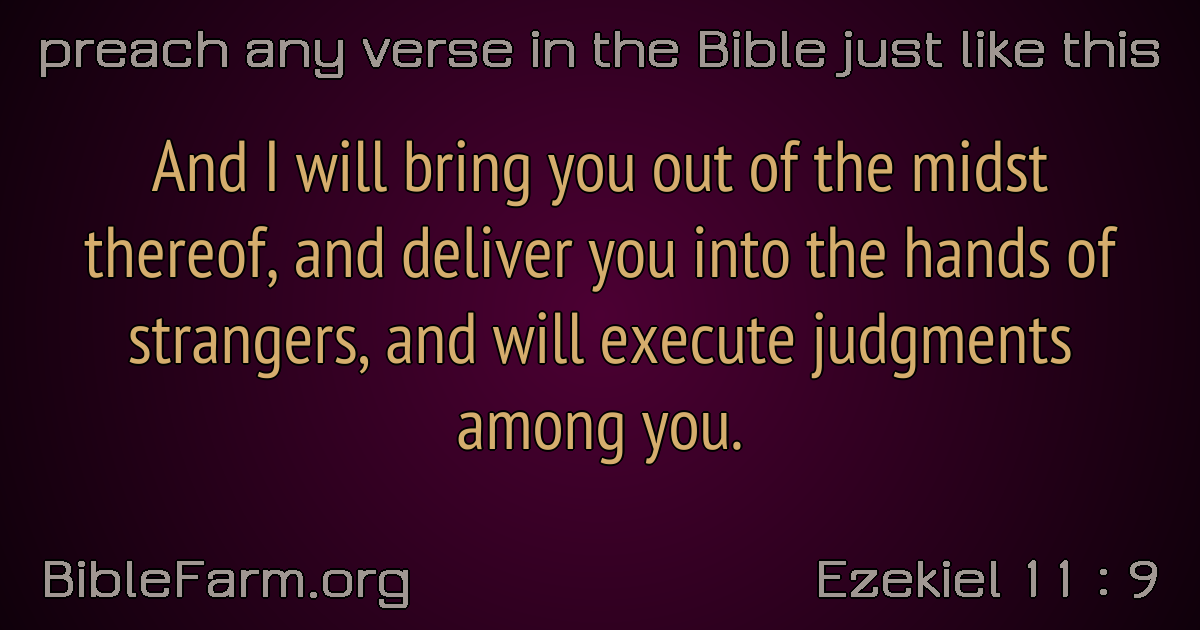 preach any verse in the Bible just like this
And I will bring you out of the midst
thereof, and deliver you into the hands of
strangers, and will execute judgments
among you.
BibleFarm.org
Ezekiel 11 : 9